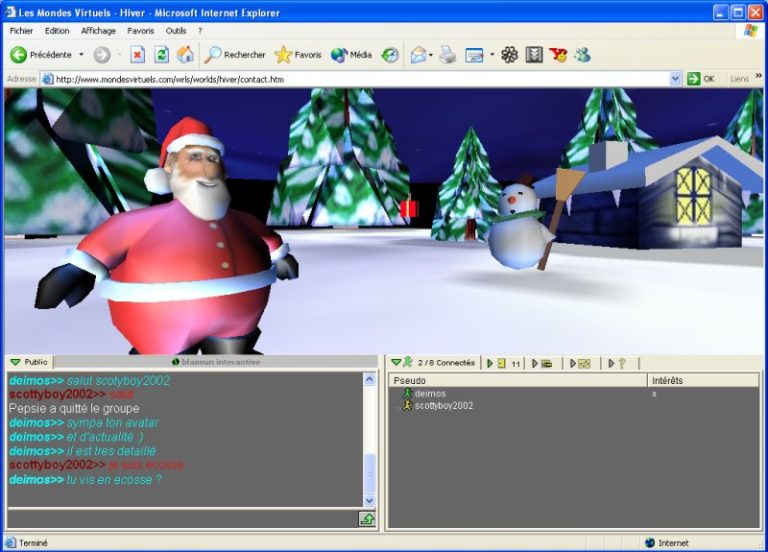 Les Mondes Virtuels - Hiver - Microsoft Internet Explorer
Fichier Edition Affichage Favoris Outils ?
Précédente Rechercher Favoris Média
Adresse http://www.mondesvirtuels.com/wrls/worlds/hiver/contact.htm OK Liens »
Public blaxxun interactive
2 / 8 Connectés 11 ?
deimos>> salut scotyboy2002
scottyboy2002>> salut
Pepsie a quitté le groupe
deimos>> sympa ton avatar
deimos>> et d'actualité :)
deimos>> il est tres detaillé
scottyboy2002>> je suis ecosse
deimos>> tu vis en ecosse ?
Pseudo Intérêts
deimos x
scottyboy2002
Terminé Internet